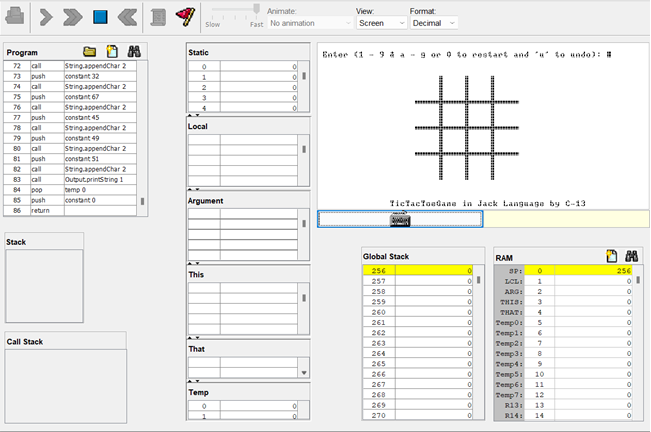 Animate:
View:
Format:
Slow
Fast
No animation
Screen
Decimal
Program
72 call String.appendChar 2
73 push constant 32
74 call String.appendChar 2
75 push constant 67
76 call String.appendChar 2
77 push constant 45
78 call String.appendChar 2
79 push constant 49
80 call String.appendChar 2
81 push constant 51
82 call String.appendChar 2
83 call Output.printString 1
84 pop temp 0
85 push constant 0
86 return
Stack
Call Stack
Static
0 0
1 0
2 0
3 0
4 0
Local
Argument
This
That
Temp
0 0
1 0
Enter (1 - 9 & a - g or 0 to restart and 'u' to undo):
TicTacToeGame in Jack Language by C-13
Global Stack
256 0
257 0
258 0
259 0
260 0
261 0
262 0
263 0
264 0
265 0
266 0
267 0
268 0
269 0
270 0
RAM
SP: 0 256
LCL: 1 0
ARG: 2 0
THIS: 3 0
THAT: 4 0
Temp0: 5 0
Temp1: 6 0
Temp2: 7 0
Temp3: 8 0
Temp4: 9 0
Temp5: 10 0
Temp6: 11 0
Temp7: 12 0
R13: 13 0
R14: 14 0